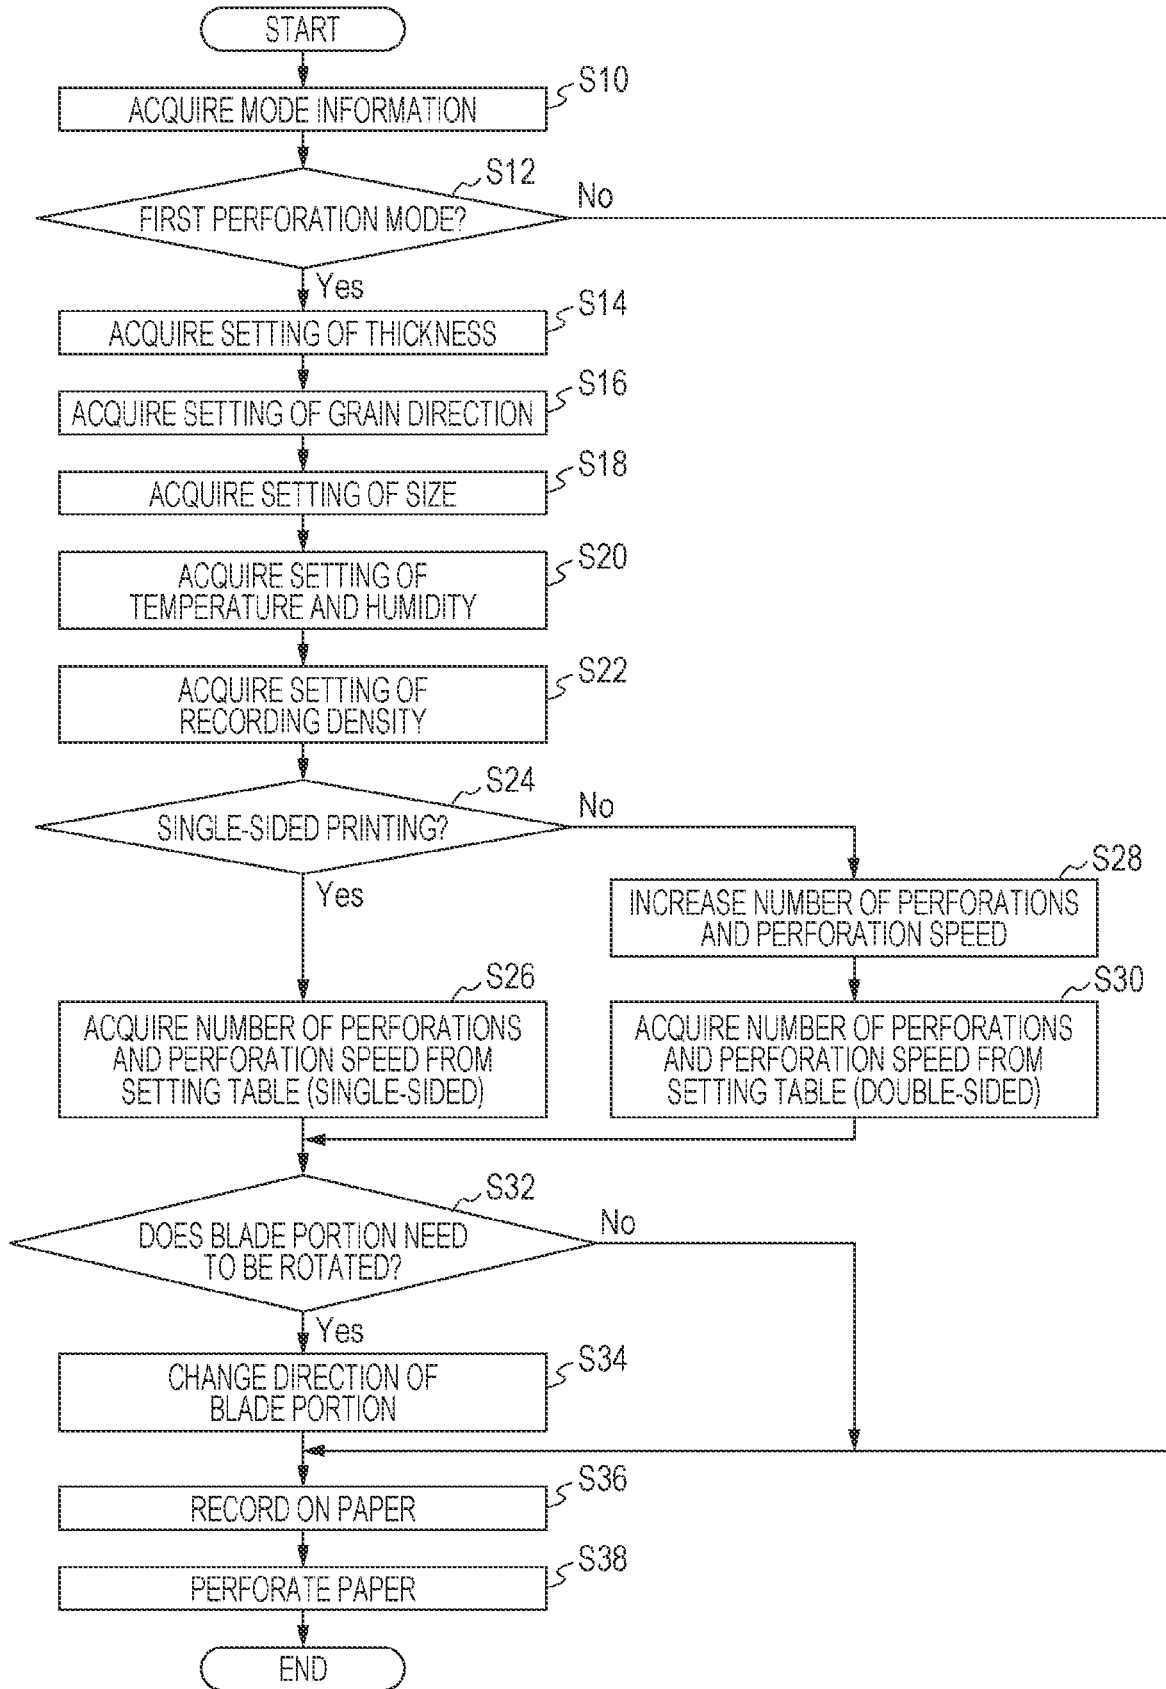 START
S10
ACQUIRE MODE INFORMATION
S12
No
FIRST PERFORATION MODE?
Yes
S14
ACQUIRE SETTING OF THICKNESS
S16
ACQUIRE SETTING OF GRAIN DIRECTION
S18
ACQUIRE SETTING OF SIZE
S20
ACQUIRE SETTING OF
TEMPERATURE AND HUMIDITY
S22
ACQUIRE SETTING OF
RECORDING DENSITY
S24
No
SINGLE-SIDED PRINTING?
Yes
S28
INCREASE NUMBER OF PERFORATIONS
AND PERFORATION SPEED
S26
ACQUIRE NUMBER OF PERFORATIONS
AND PERFORATION SPEED FROM
SETTING TABLE (SINGLE-SIDED)
S30
ACQUIRE NUMBER OF PERFORATIONS
AND PERFORATION SPEED FROM
SETTING TABLE (DOUBLE-SIDED)
S32
No
DOES BLADE PORTION NEED
TO BE ROTATED?
Yes
S34
CHANGE DIRECTION OF
BLADE PORTION
S36
RECORD ON PAPER
S38
PERFORATE PAPER
END